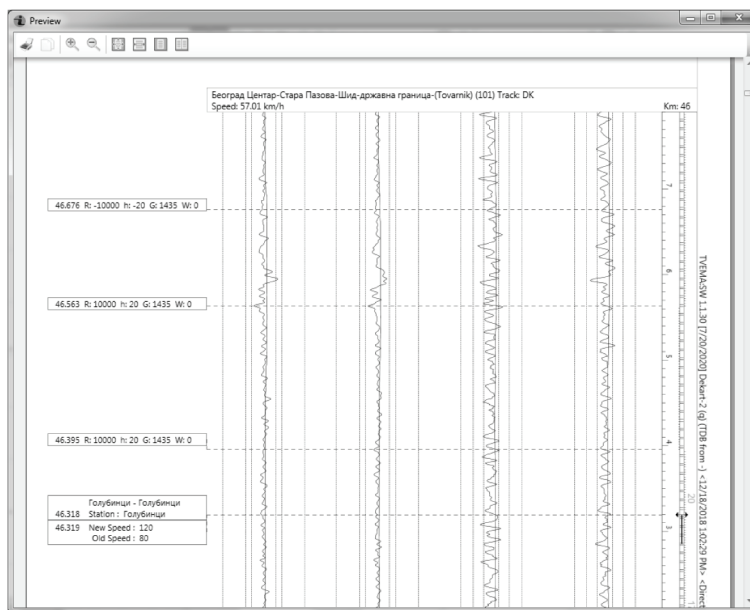 Preview
Београд Центар-Стара Пазова-Шид-државна граница-(Tovarnik) (101) Track: DK
Speed: 57.01 km/h
Km: 46
7
46.676 R: -10000 h: -20 G: 1435 W: 0
6
46.563 R: 10000 h: 20 G: 1435 W: 0
5
46.395 R: 10000 h: 20 G: 1435 W: 0
4
Голубинци - Голубинци
46.318 Station : Голубинци
46.319 New Speed : 120
Old Speed : 80
20
3
TVEMA:SW 1.1.30 [7/20/2020] Dekart-2 (q) (TDB from -) <12/18/2018 1:02:29 PM> <Direct